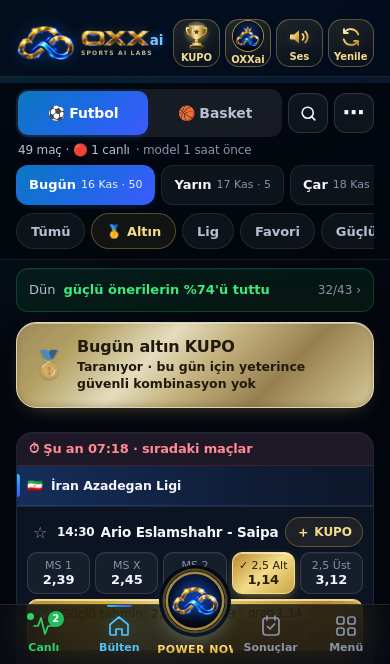 OXX ai
SPORTS AI LABS
KUPO
OXXai
Ses
Yenile
Futbol
Basket
49 maç · 1 canlı · model 1 saat önce
Bugün 16 Kas · 50
Yarın 17 Kas · 5
Çar 18 Kas
Tümü
Altın
Lig
Favori
Güçlü
Dün güçlü önerilerin %74'ü tuttu
32/43 ›
Bugün altın KUPO
Taranıyor · bu gün için yeterince
güvenli kombinasyon yok
Şu an 07:18 · sıradaki maçlar
İran Azadegan Ligi
14:30 Ario Eslamshahr - Saipa
+ KUPO
MS 1
2,39
MS X
2,45
MS 2
✓ 2,5 Alt
1,14
2,5 Üst
3,12
2
Canlı
Bülten
POWER NOW
Sonuçlar
Menü